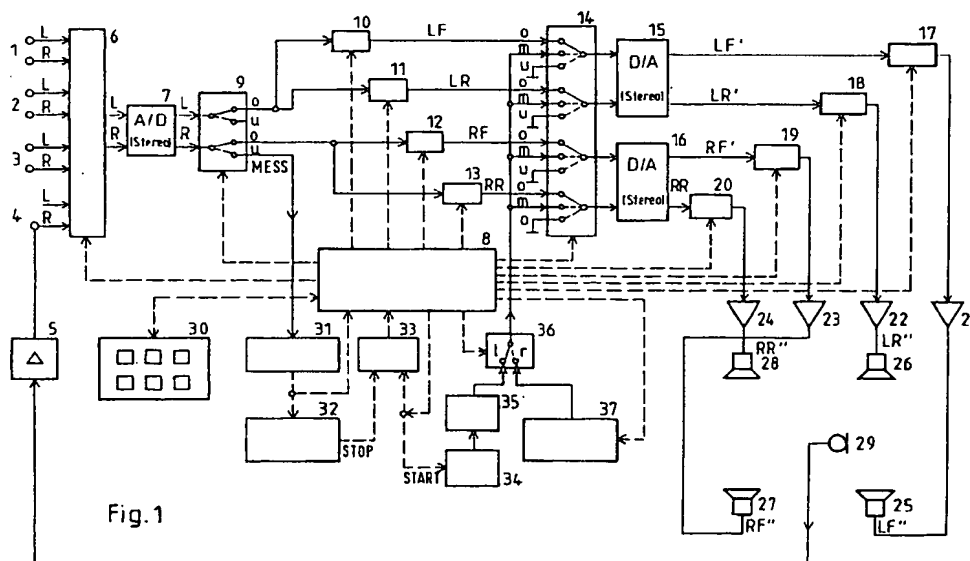 6
10
LF
14
15
LF'
17
L
1
R
L
2
R
L
3
R
L
4
R
L
R
7
A/D
(Stereo)
L
R
9
o
u
o
u
MESS
11
LR
12
RF
13
RR
o
m
u
o
m
u
o
m
u
o
m
o
D/A
(Stereo)
LR'
18
16
D/A
(Stereo)
RF'
19
RR
20
8
5
Δ
30
31
33
36
l
r
32
STOP
35
37
START
34
24
23
22
2
RR"
28
LR"
26
29
27
RF"
25
LF"
Fig.1